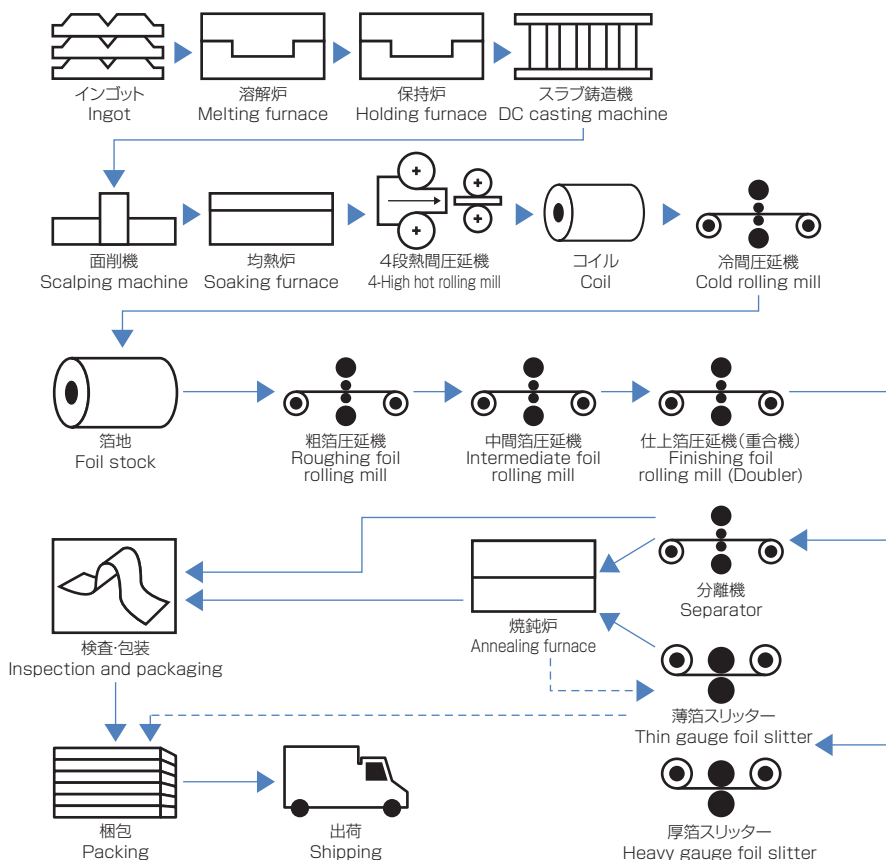 インゴット
Ingot
溶解炉
Melting furnace
保持炉
Holding furnace
スラブ鋳造機
DC casting machine
面削機
Scalping machine
均熱炉
Soaking furnace
4段熱間圧延機
4-High hot rolling mill
コイル
Coil
冷間圧延機
Cold rolling mill
箔地
Foil stock
粗箔圧延機
Roughing foil
rolling mill
中間箔圧延機
Intermediate foil
rolling mill
仕上箔圧延機(重合機)
Finishing foil
rolling mill (Doubler)
検査・包装
Inspection and packaging
焼鈍炉
Annealing furnace
分離機
Separator
薄箔スリッター
Thin gauge foil slitter
梱包
Packing
出荷
Shipping
厚箔スリッター
Heavy gauge foil slitter